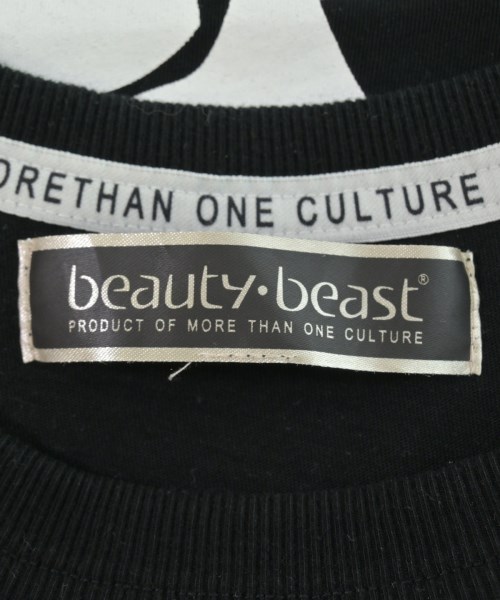 ORETHAN ONE CULTURE
beauty·beast®
PRODUCT OF MORE THAN ONE CULTURE